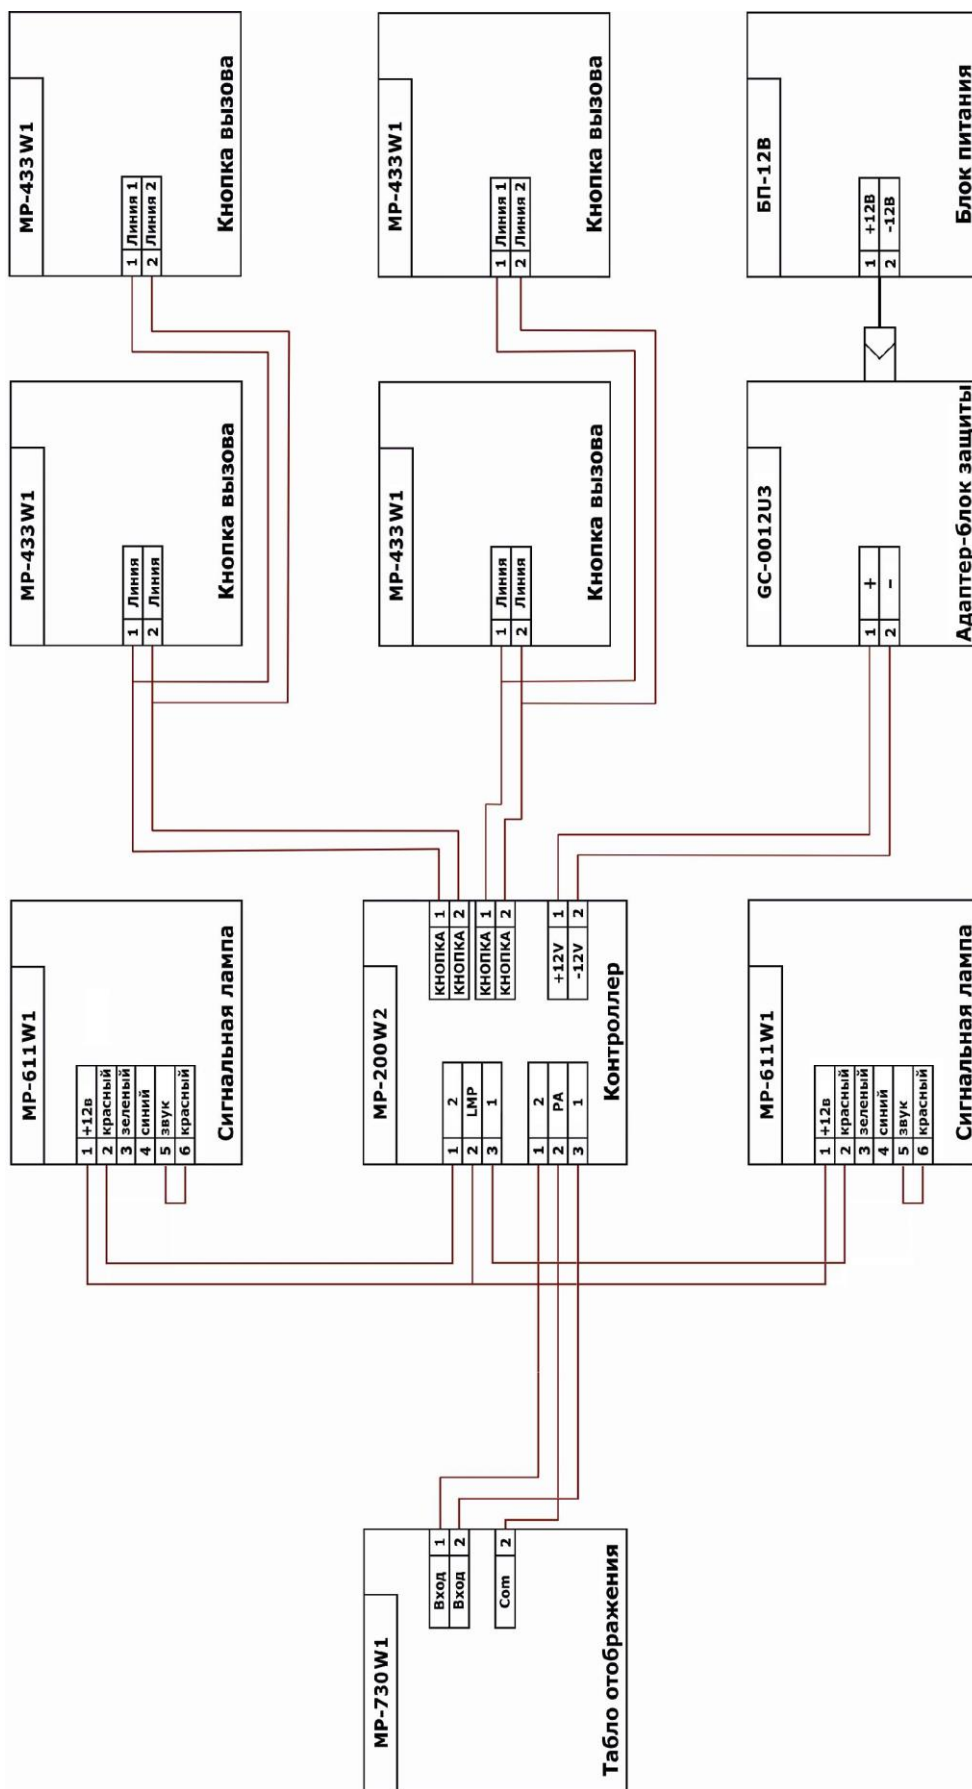 МР-611W1
1 +12в
2 красный
3 зеленый
4 синий
5 звук
6 красный
Сигнальная лампа
МР-433W1
1 Линия
2 Линия
Кнопка вызова
МР-433W1
1 Линия 1
2 Линия 2
Кнопка вызова
МР-730W1
Вход 1
Вход 2
Com 2
Табло отображения
МР-200W2
1 2
2 LMP
3 1
1 2
2 PA
3 1
КНОПКА 1
КНОПКА 2
КНОПКА 1
КНОПКА 2
+12V 1
-12V 2
Контроллер
МР-433W1
1 Линия
2 Линия
Кнопка вызова
МР-433W1
1 Линия 1
2 Линия 2
Кнопка вызова
МР-611W1
1 +12в
2 красный
3 зеленый
4 синий
5 звук
6 красный
Сигнальная лампа
GC-0012U3
1 +
2 -
Адаптер-блок защиты
БП-12В
1 +12В
2 -12В
Блок питания